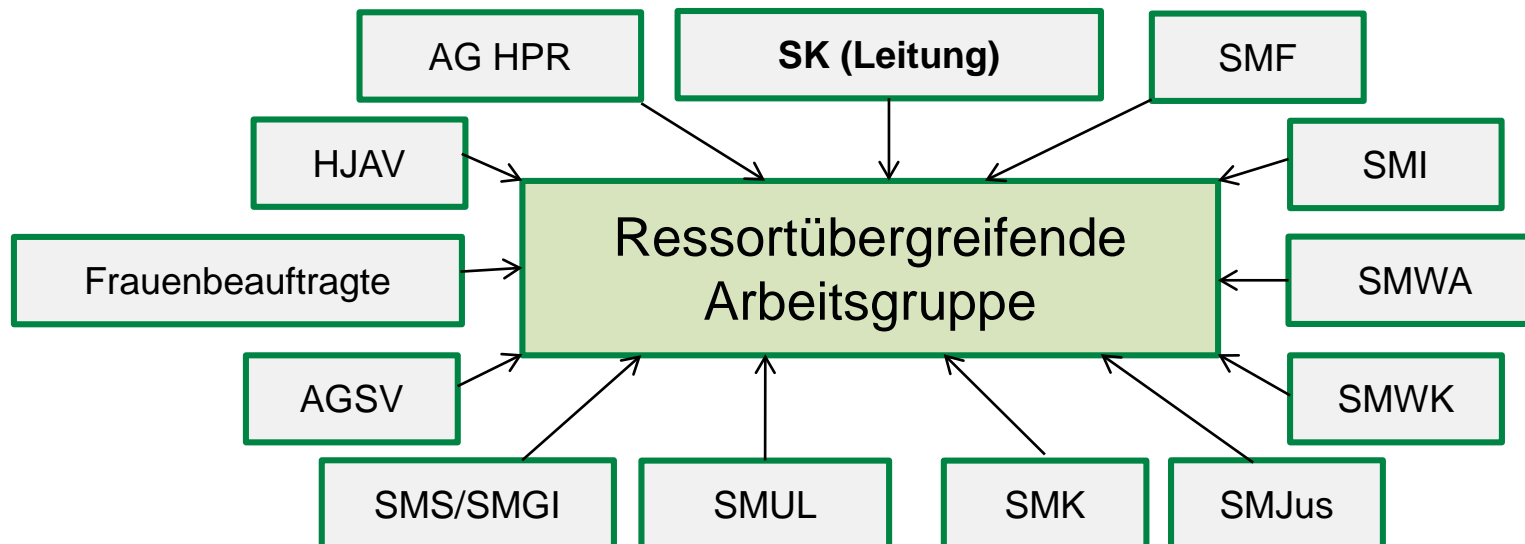 AG HPR
SK (Leitung)
SMF
HJAV
SMI
Ressortübergreifende
Arbeitsgruppe
Frauenbeauftragte
SMWA
AGSV
SMWK
SMS/SMGI
SMUL
SMK
SMJus